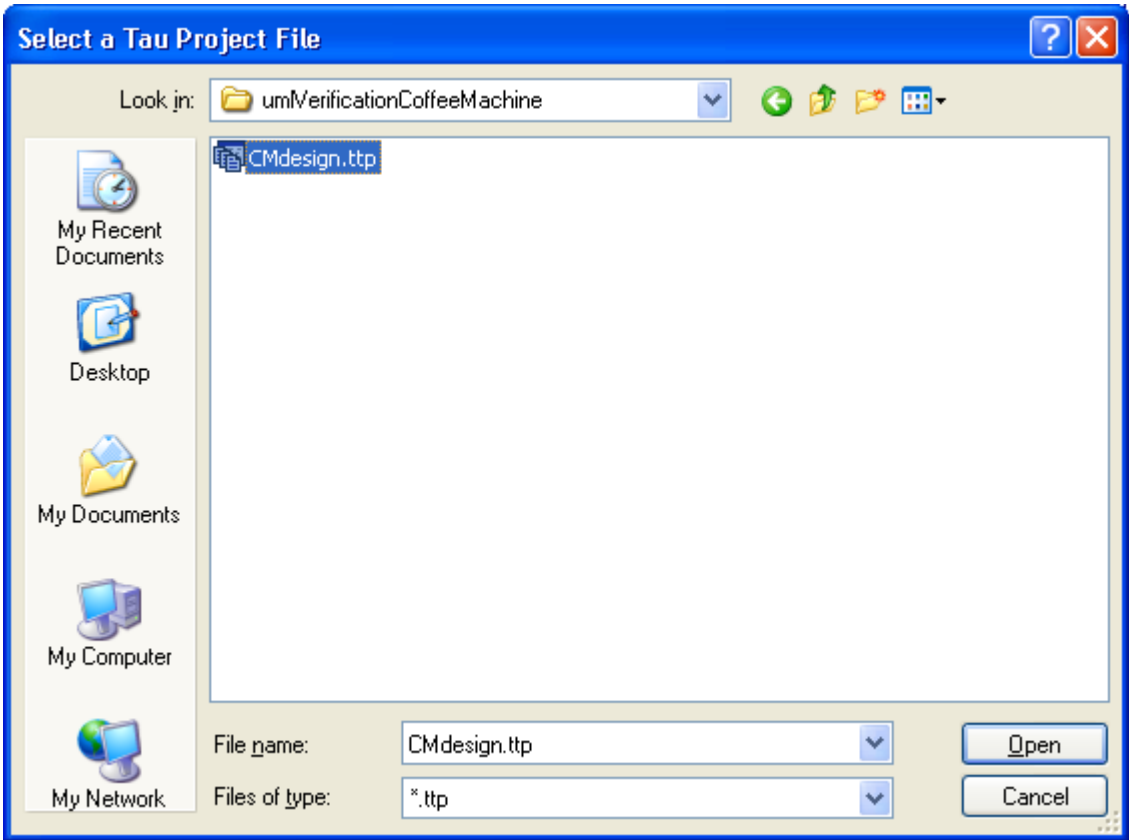 Select a Tau Project File
Look in:
umlVerificationCoffeeMachine
CMdesign.ttp
My Recent
Documents
Desktop
My Documents
My Computer
My Network
File name:
CMdesign.ttp
Open
Files of type:
*.ttp
Cancel